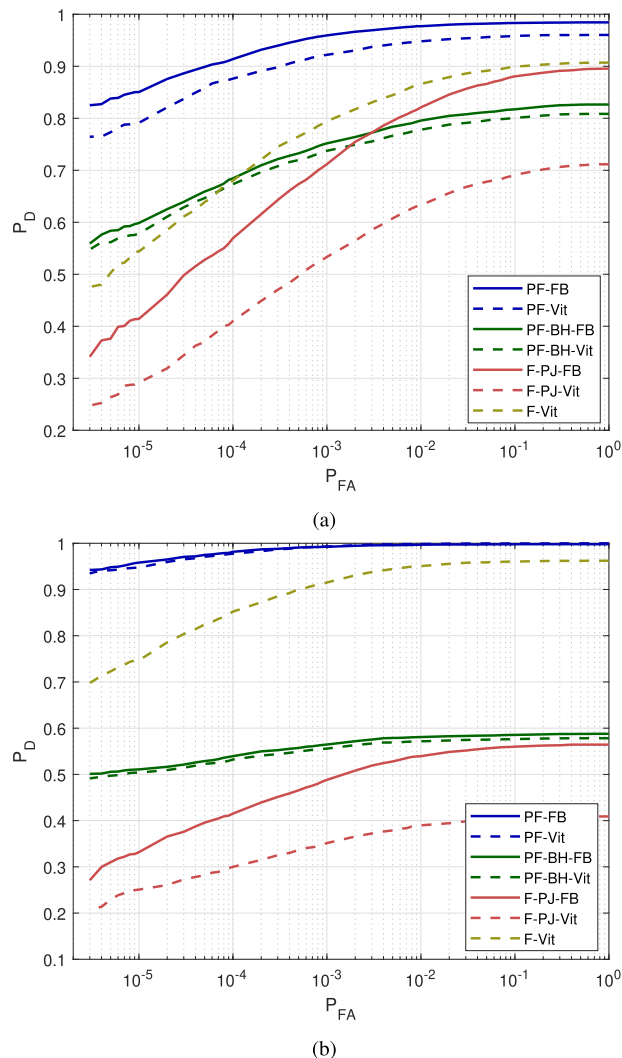 1
0.9
0.8
0.7
0.6
0.5
0.4
0.3
0.2
P_D
10^-5
10^-4
10^-3
10^-2
10^-1
10^0
P_FA
PF-FB
PF-Vit
PF-BH-FB
PF-BH-Vit
F-PJ-FB
F-PJ-Vit
F-Vit
(a)
1
0.9
0.8
0.7
0.6
0.5
0.4
0.3
0.2
0.1
P_D
10^-5
10^-4
10^-3
10^-2
10^-1
10^0
P_FA
PF-FB
PF-Vit
PF-BH-FB
PF-BH-Vit
F-PJ-FB
F-PJ-Vit
F-Vit
(b)